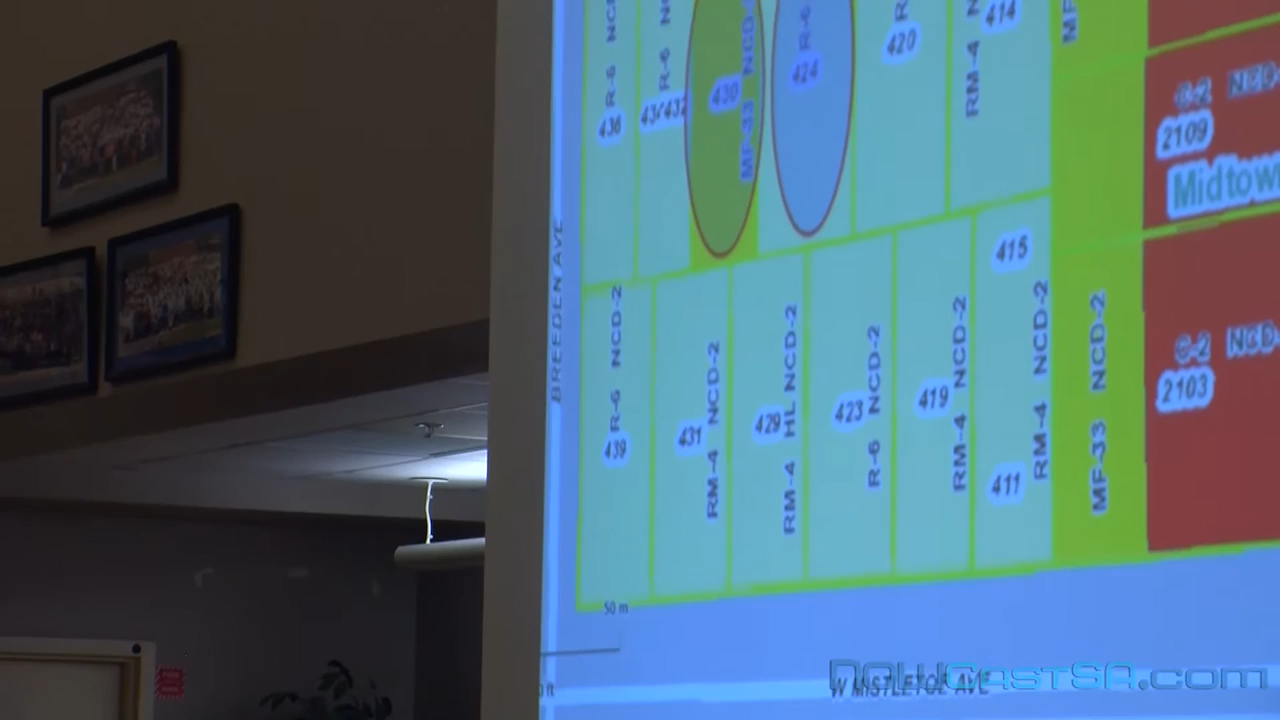 436
R-6 NCD
432
R-6 N
430
MF-33 NCD-
R-6
424
R
420
RM-4 N
414
MF
C-2 NCD-
2109
Midtow
BREEDEN AVE
R-6 NCD-2
439
RM-4 NCD-2
431
RM-4 HL NCD-2
429
R-6 NCD-2
423
RM-4 NCD-2
419
415
RM-4 NCD-2
411
MF-33 NCD-2
C-2 NCD-
2103
50 m
0 ft
W MISTLETOE AVE
NOWCastSA.com